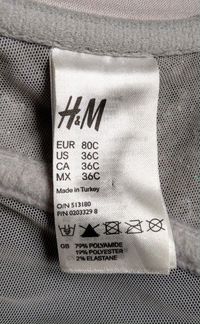 H&M
EUR 80C
US 36C
CA 36C
MX 36C
Made in Turkey
O/N 513180
P/N 0203329 8
GB 79% POLYAMIDE
19% POLYESTER
2% ELASTANE